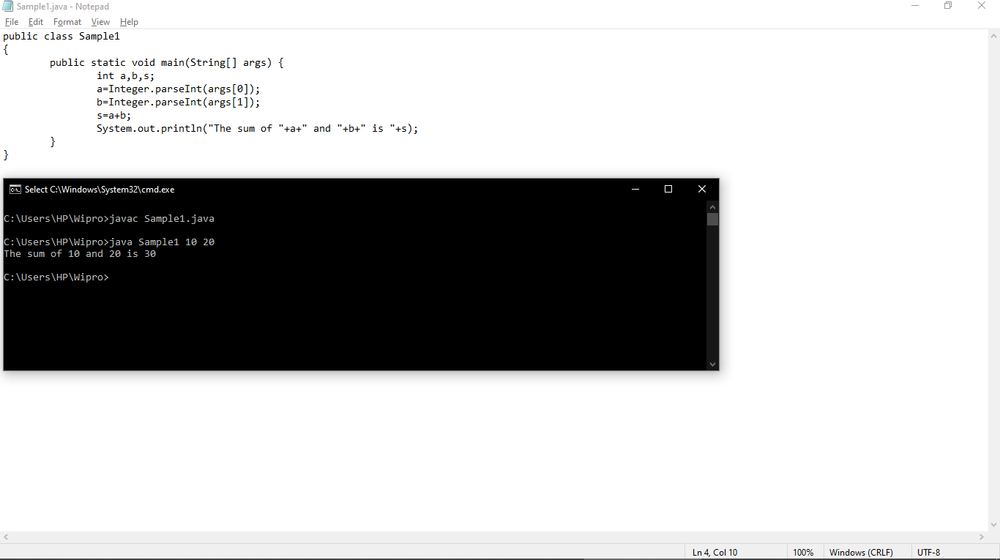 Sample1.java - Notepad
File Edit Format View Help
public class Sample1
{
public static void main(String[] args) {
int a,b,s;
a=Integer.parseInt(args[0]);
b=Integer.parseInt(args[1]);
s=a+b;
System.out.println("The sum of "+a+" and "+b+" is "+s);
}
}
Select C:\Windows\System32\cmd.exe
C:\Users\HP\Wipro>javac Sample1.java
C:\Users\HP\Wipro>java Sample1 10 20
The sum of 10 and 20 is 30
C:\Users\HP\Wipro>
Ln 4, Col 10 100% Windows (CRLF) UTF-8